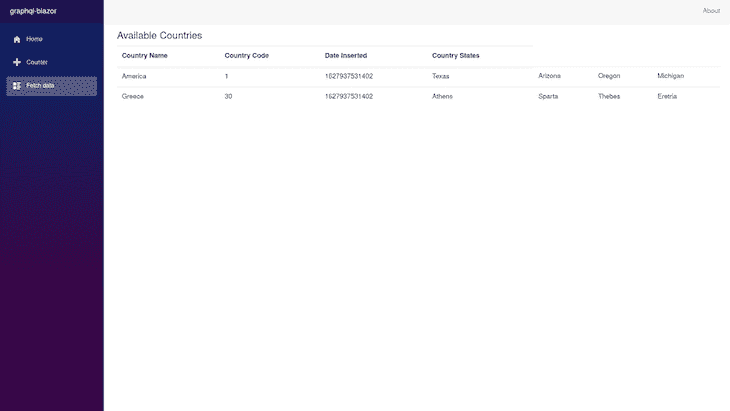 graphql-blazor
About
Home
Counter
Fetch data
Available Countries
Country Name Country Code Date Inserted Country States
America 1 1627937531402 Texas Arizona Oregon Michigan
Greece 30 1627937531402 Athens Sparta Thebes Eretria